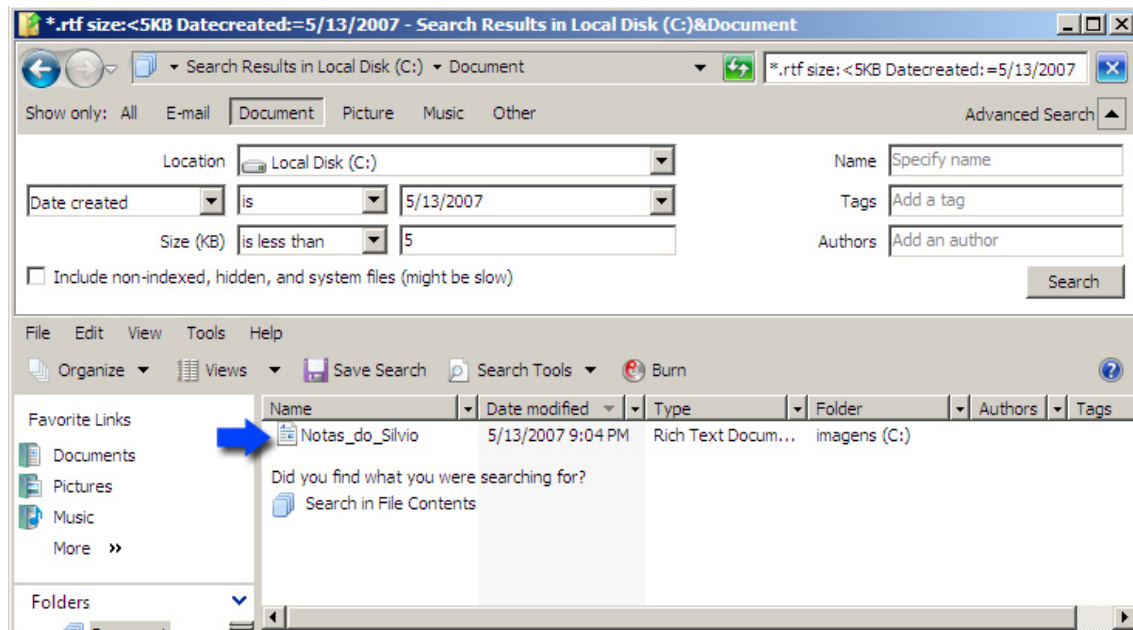 *.rtf size:<5KB Datecreated:=5/13/2007 - Search Results in Local Disk (C:)&Document
Search Results in Local Disk (C:) Document *.rtf size:<5KB Datecreated:=5/13/2007
Show only: All E-mail Document Picture Music Other Advanced Search
Location Local Disk (C:) Name Specify name
Date created is 5/13/2007 Tags Add a tag
Size (KB) is less than 5 Authors Add an author
Include non-indexed, hidden, and system files (might be slow)
Search
File Edit View Tools Help
Organize Views Save Search Search Tools Burn
Favorite Links
Documents
Pictures
Music
More »
Folders
Name Date modified Type Folder Authors Tags
Notas_do_Silvio 5/13/2007 9:04 PM Rich Text Docum... imagens (C:)
Did you find what you were searching for?
Search in File Contents